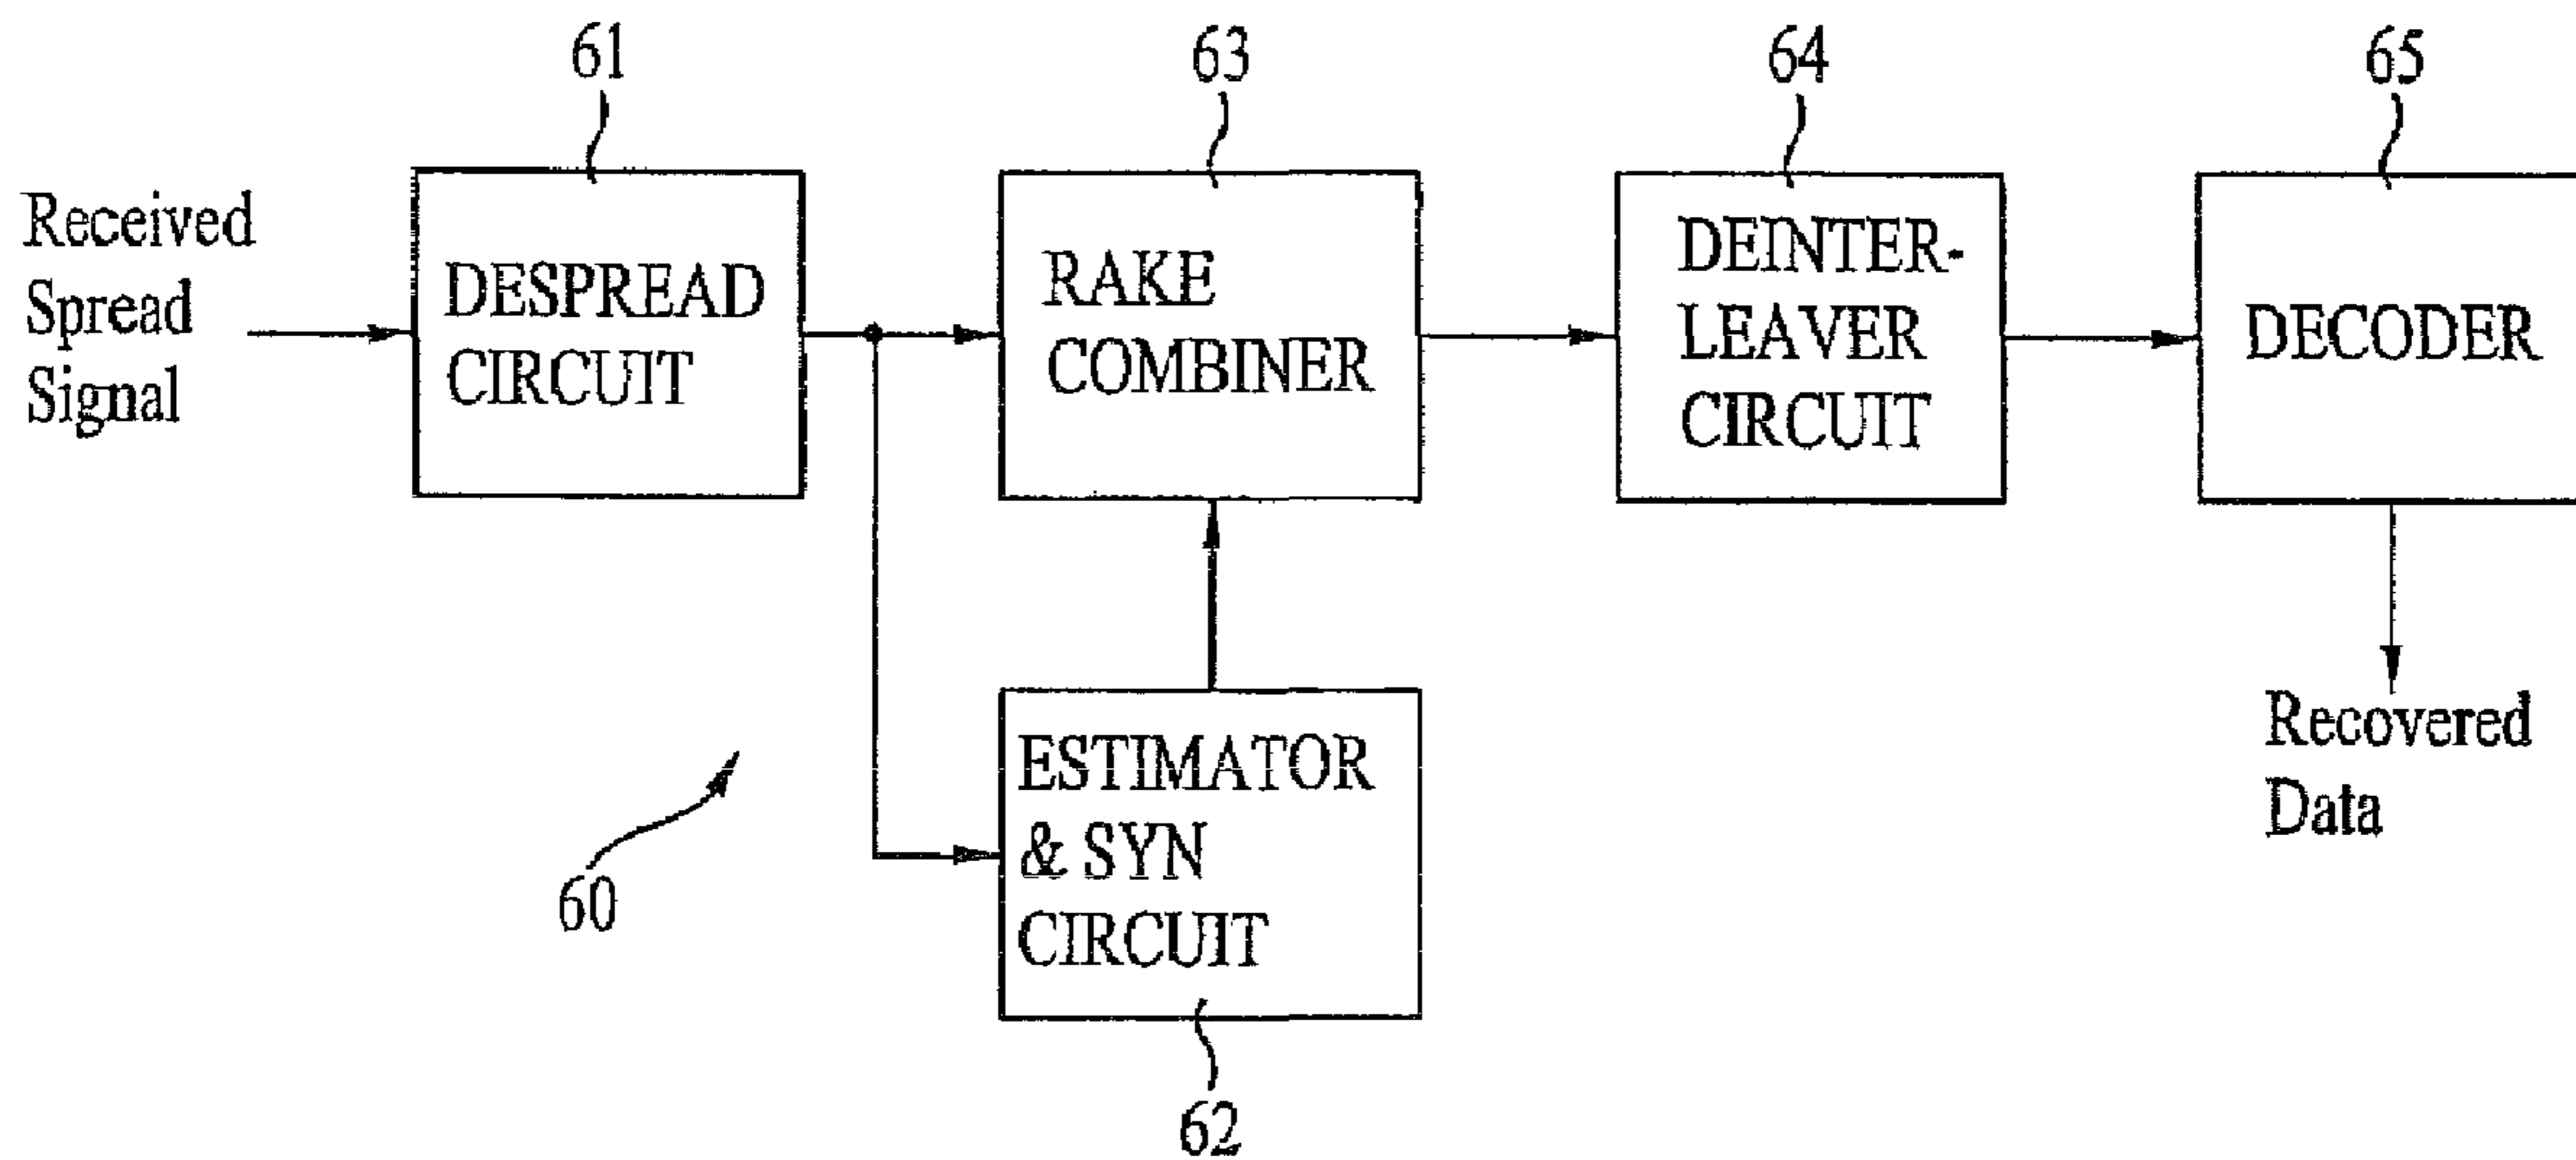 61
63
64
65
Received
Spread
Signal
DESPREAD
CIRCUIT
RAKE
COMBINER
DEINTER-
LEAVER
CIRCUIT
DECODER
ESTIMATOR
& SYN
CIRCUIT
Recovered
Data
60
62